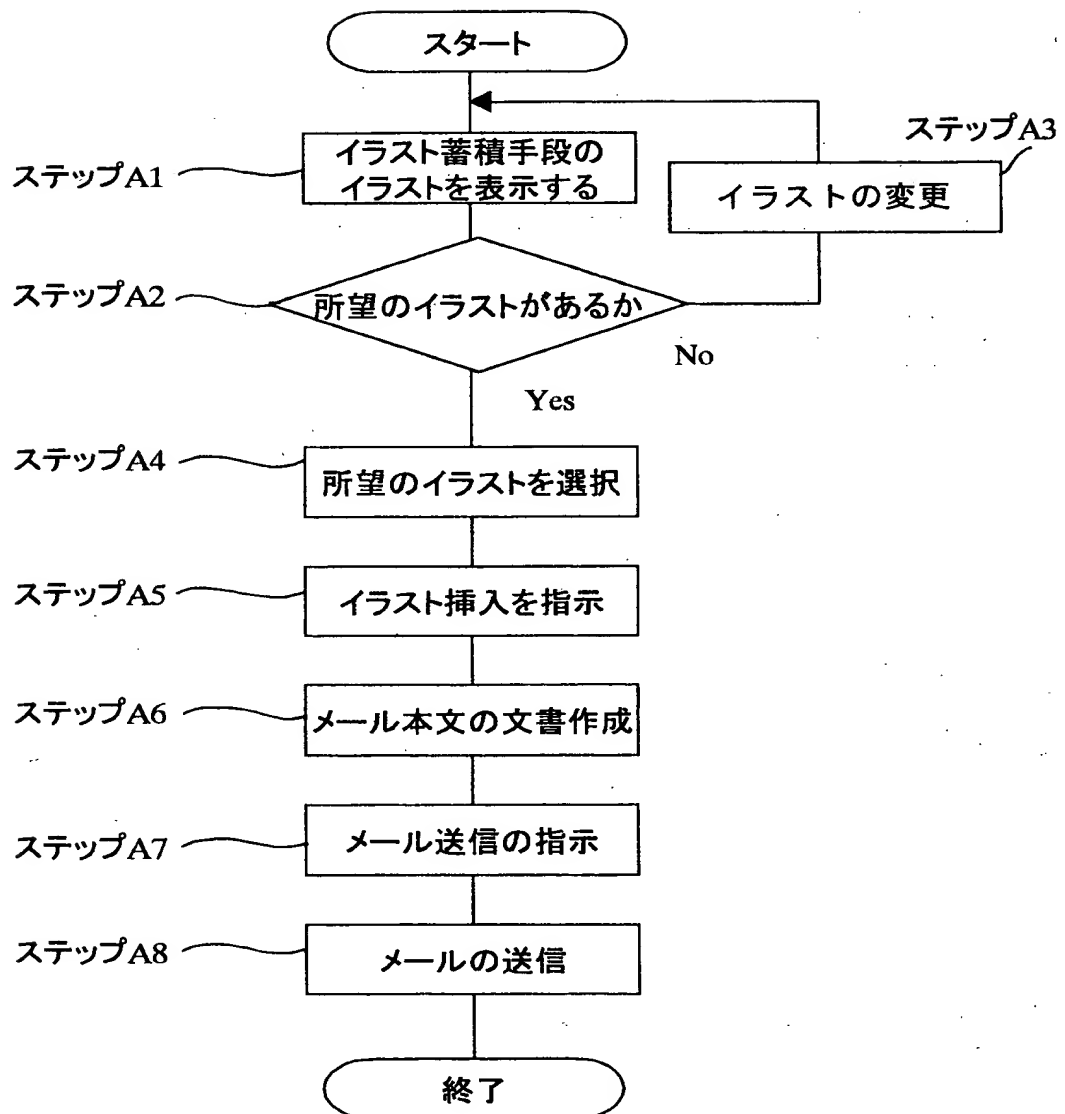 スタート
ステップA3
イラスト蓄積手段の
イラストを表示する
ステップA1
イラストの変更
ステップA2
所望のイラストがあるか
No
Yes
ステップA4
所望のイラストを選択
ステップA5
イラスト挿入を指示
ステップA6
メール本文の文書作成
ステップA7
メール送信の指示
ステップA8
メールの送信
終了